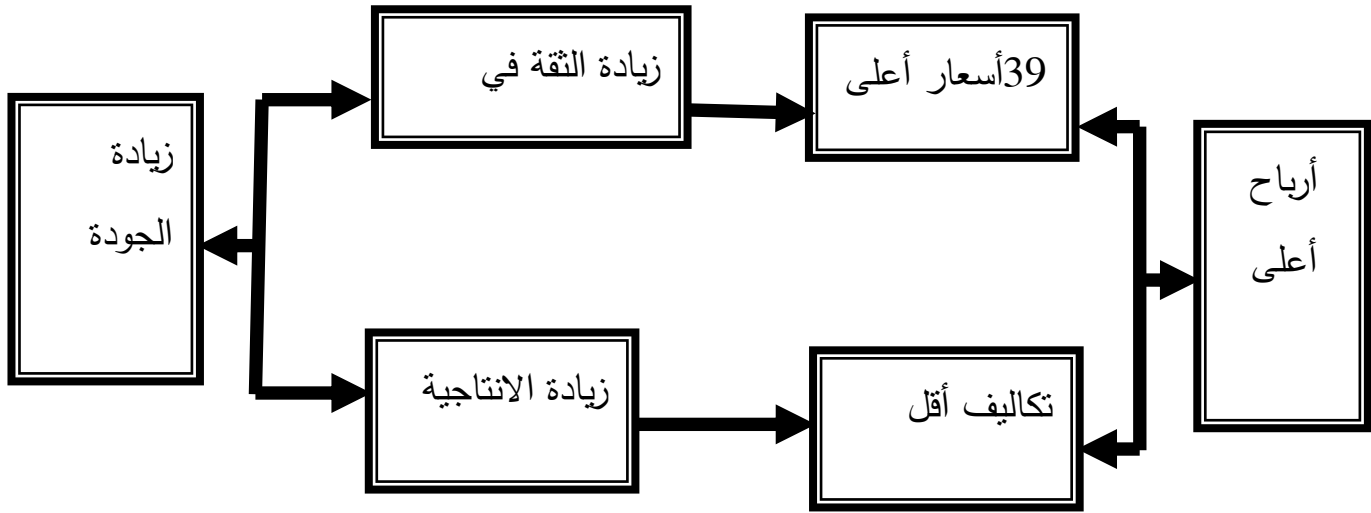 زيادة
الجودة
زيادة الثقة في
39أسعار أعلى
زيادة الانتاجية
تكاليف أقل
أرباح
أعلى